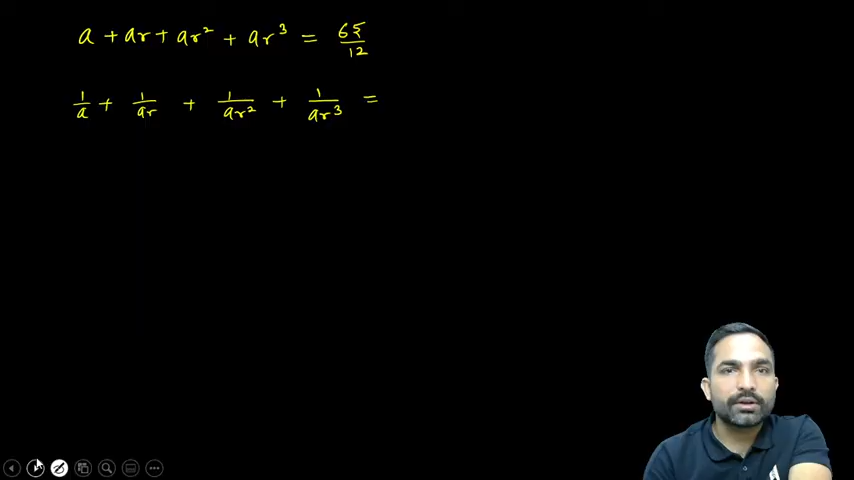 a + ar + ar² + ar³ = 65/12
1/a + 1/ar + 1/ar² + 1/ar³ =